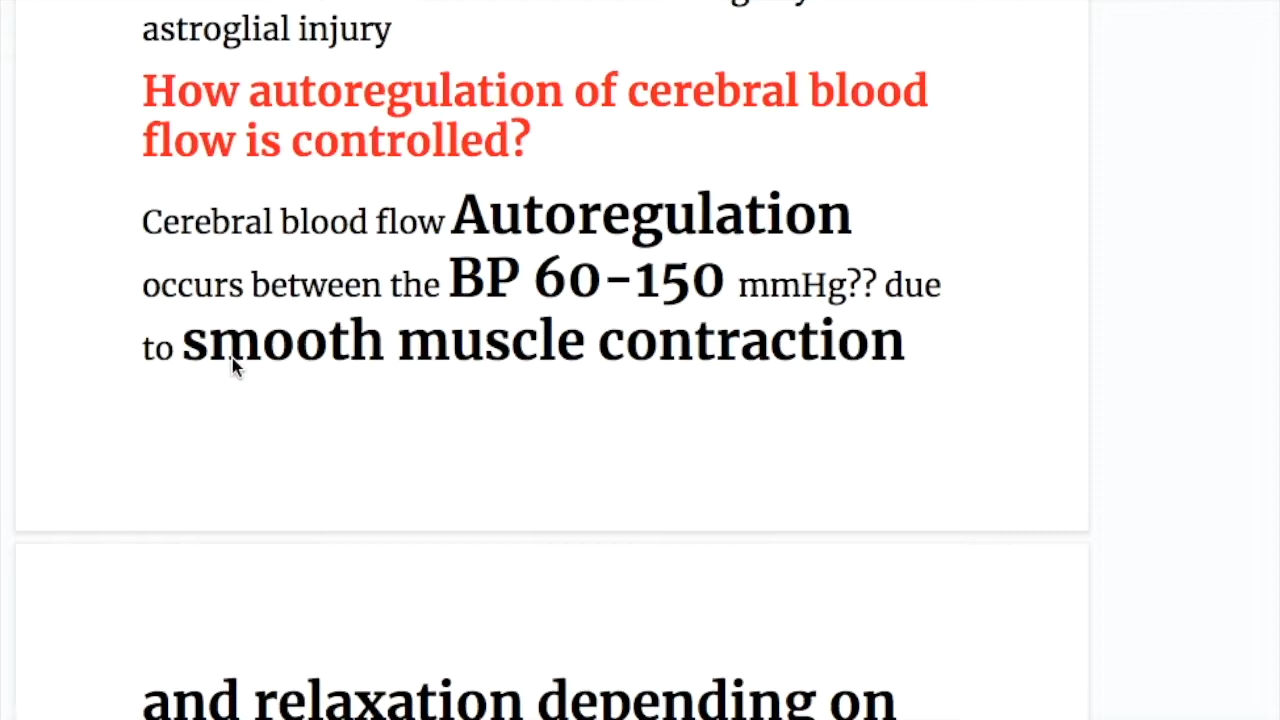 astroglial injury
How autoregulation of cerebral blood
flow is controlled?
Cerebral blood flow Autoregulation
occurs between the BP 60-150 mmHg?? due
to smooth muscle contraction
and relaxation depending on